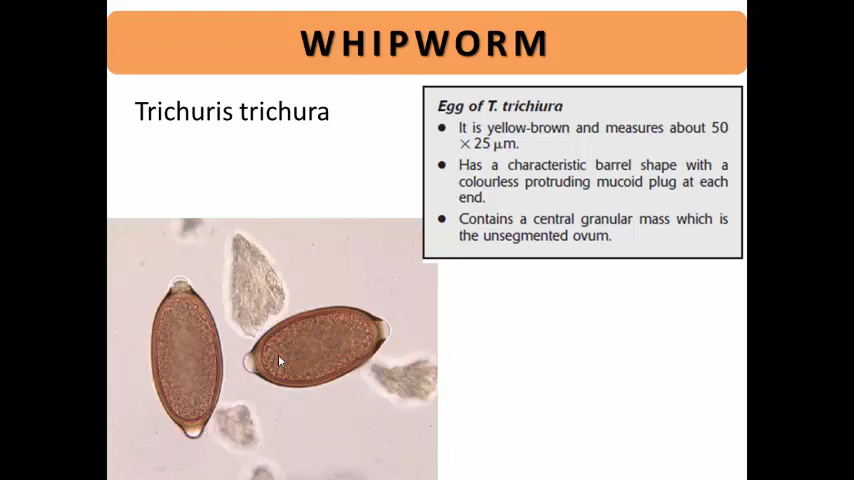 WHIPWORM
Trichuris trichura
Egg of T. trichiura
● It is yellow-brown and measures about 50
× 25 µm.
● Has a characteristic barrel shape with a
colourless protruding mucoid plug at each
end.
● Contains a central granular mass which is
the unsegmented ovum.